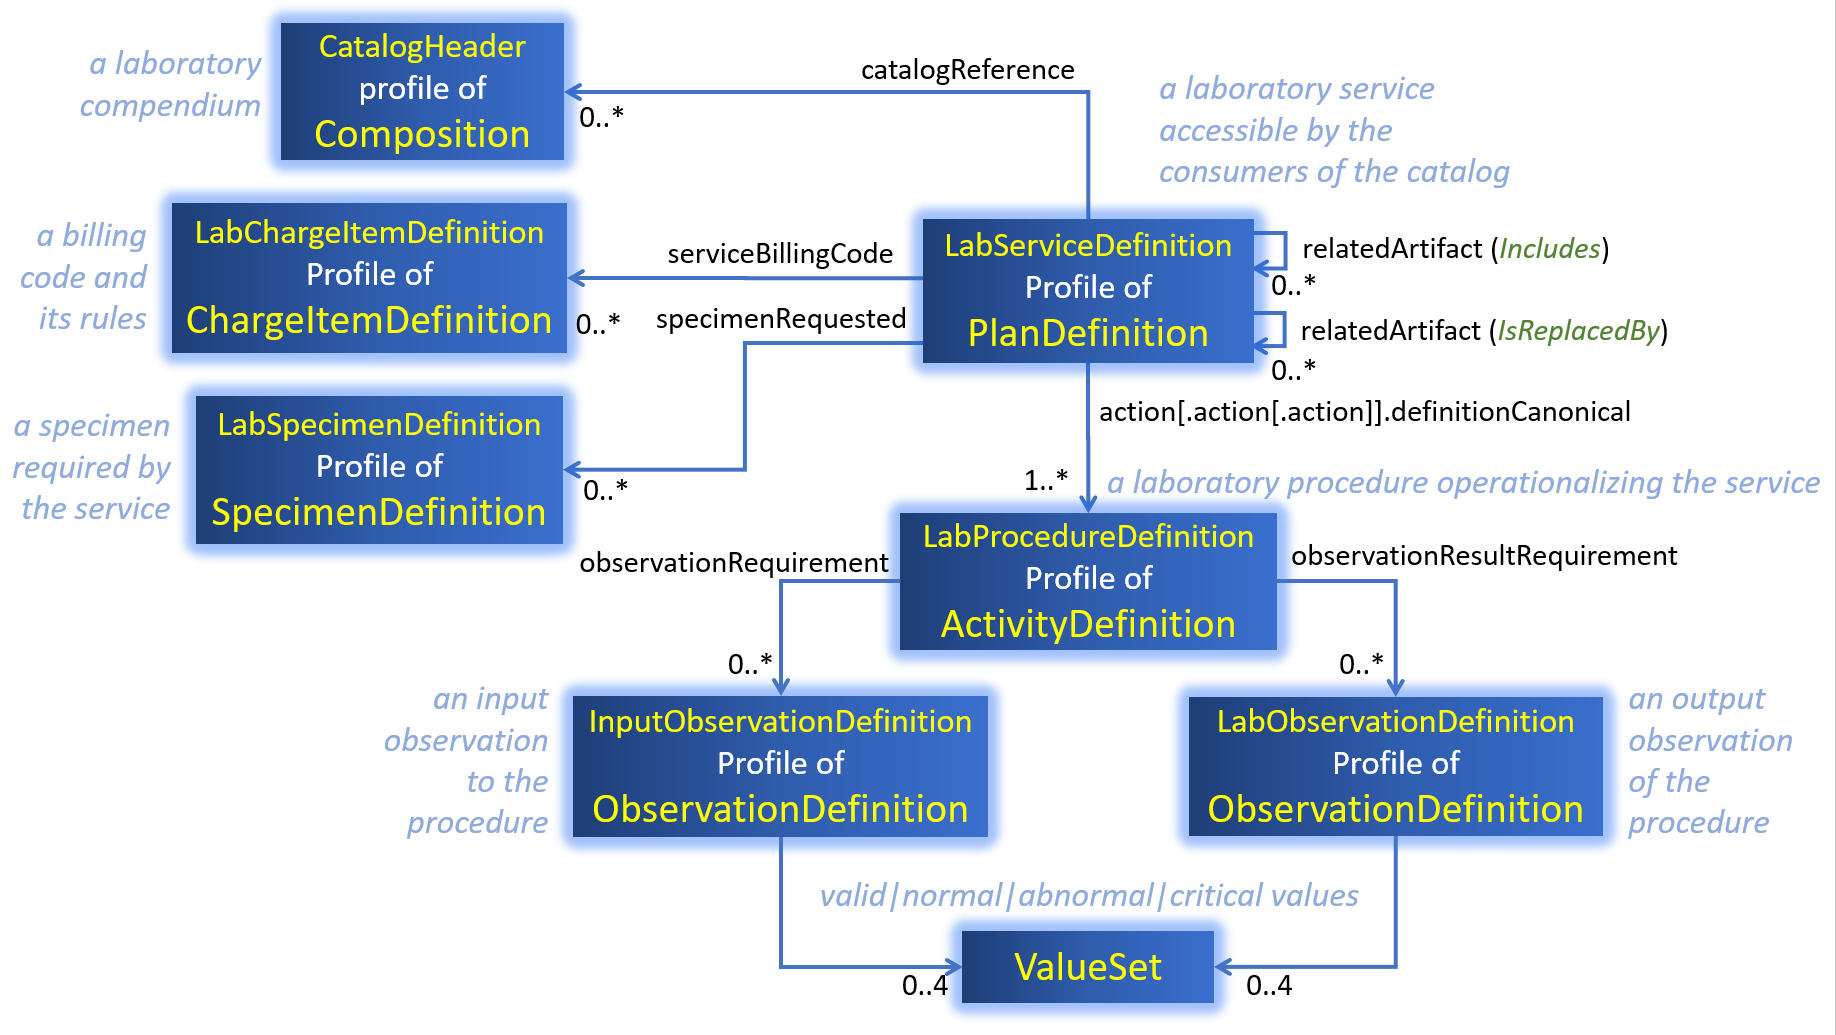 a laboratory
compendium
CatalogHeader
profile of
Composition
catalogReference
0..*
a laboratory service
accessible by the
consumers of the catalog
a billing
code and
its rules
LabChargeItemDefinition
Profile of
ChargeItemDefinition
serviceBillingCode
0..*
specimenRequested
LabServiceDefinition
Profile of
PlanDefinition
relatedArtifact (Includes)
0..*
relatedArtifact (IsReplacedBy)
0..*
action[.action[.action]].definitionCanonical
a specimen
required by
the service
LabSpecimenDefinition
Profile of
SpecimenDefinition
0..*
1..*
a laboratory procedure operationalizing the service
observationRequirement
LabProcedureDefinition
Profile of
ActivityDefinition
observationResultRequirement
0..*
0..*
an input
observation
to the
procedure
InputObservationDefinition
Profile of
ObservationDefinition
LabObservationDefinition
Profile of
ObservationDefinition
an output
observation
of the
procedure
valid|normal|abnormal|critical values
ValueSet
0..4
0..4